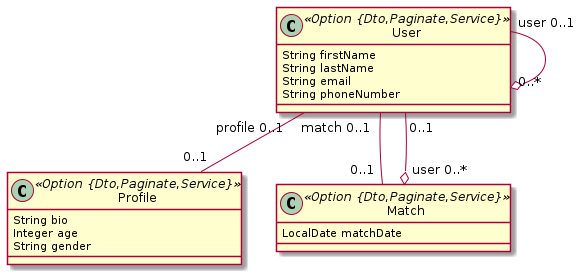 C «Option {Dto,Paginate,Service}»
User
String firstName
String lastName
String email
String phoneNumber
user 0..1
0..*
profile 0..1
match 0..1
0..1
0..1
0..1
user 0..*
C «Option {Dto,Paginate,Service}»
Profile
String bio
Integer age
String gender
C «Option {Dto,Paginate,Service}»
Match
LocalDate matchDate